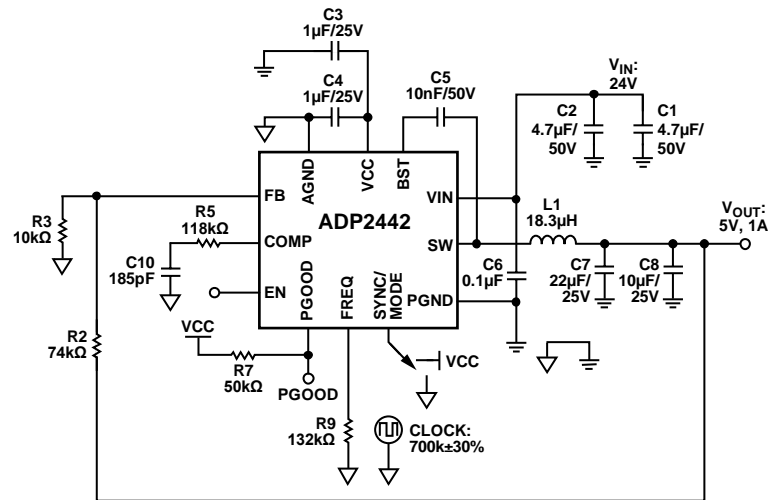 C3
1µF/25V
C4
1µF/25V
C5
10nF/50V
V_IN:
24V
C2
4.7µF/
50V
C1
4.7µF/
50V
AGND
VCC
BST
FB
VIN
ADP2442
R3
10kΩ
R5
118kΩ
COMP
SW
L1
18.3µH
V_OUT:
5V, 1A
C10
185pF
EN
PGOOD
FREQ
SYNC/
MODE
PGND
C6
0.1µF
C7
22µF/
25V
C8
10µF/
25V
R2
74kΩ
VCC
R7
50kΩ
PGOOD
VCC
R9
132kΩ
CLOCK:
700k±30%